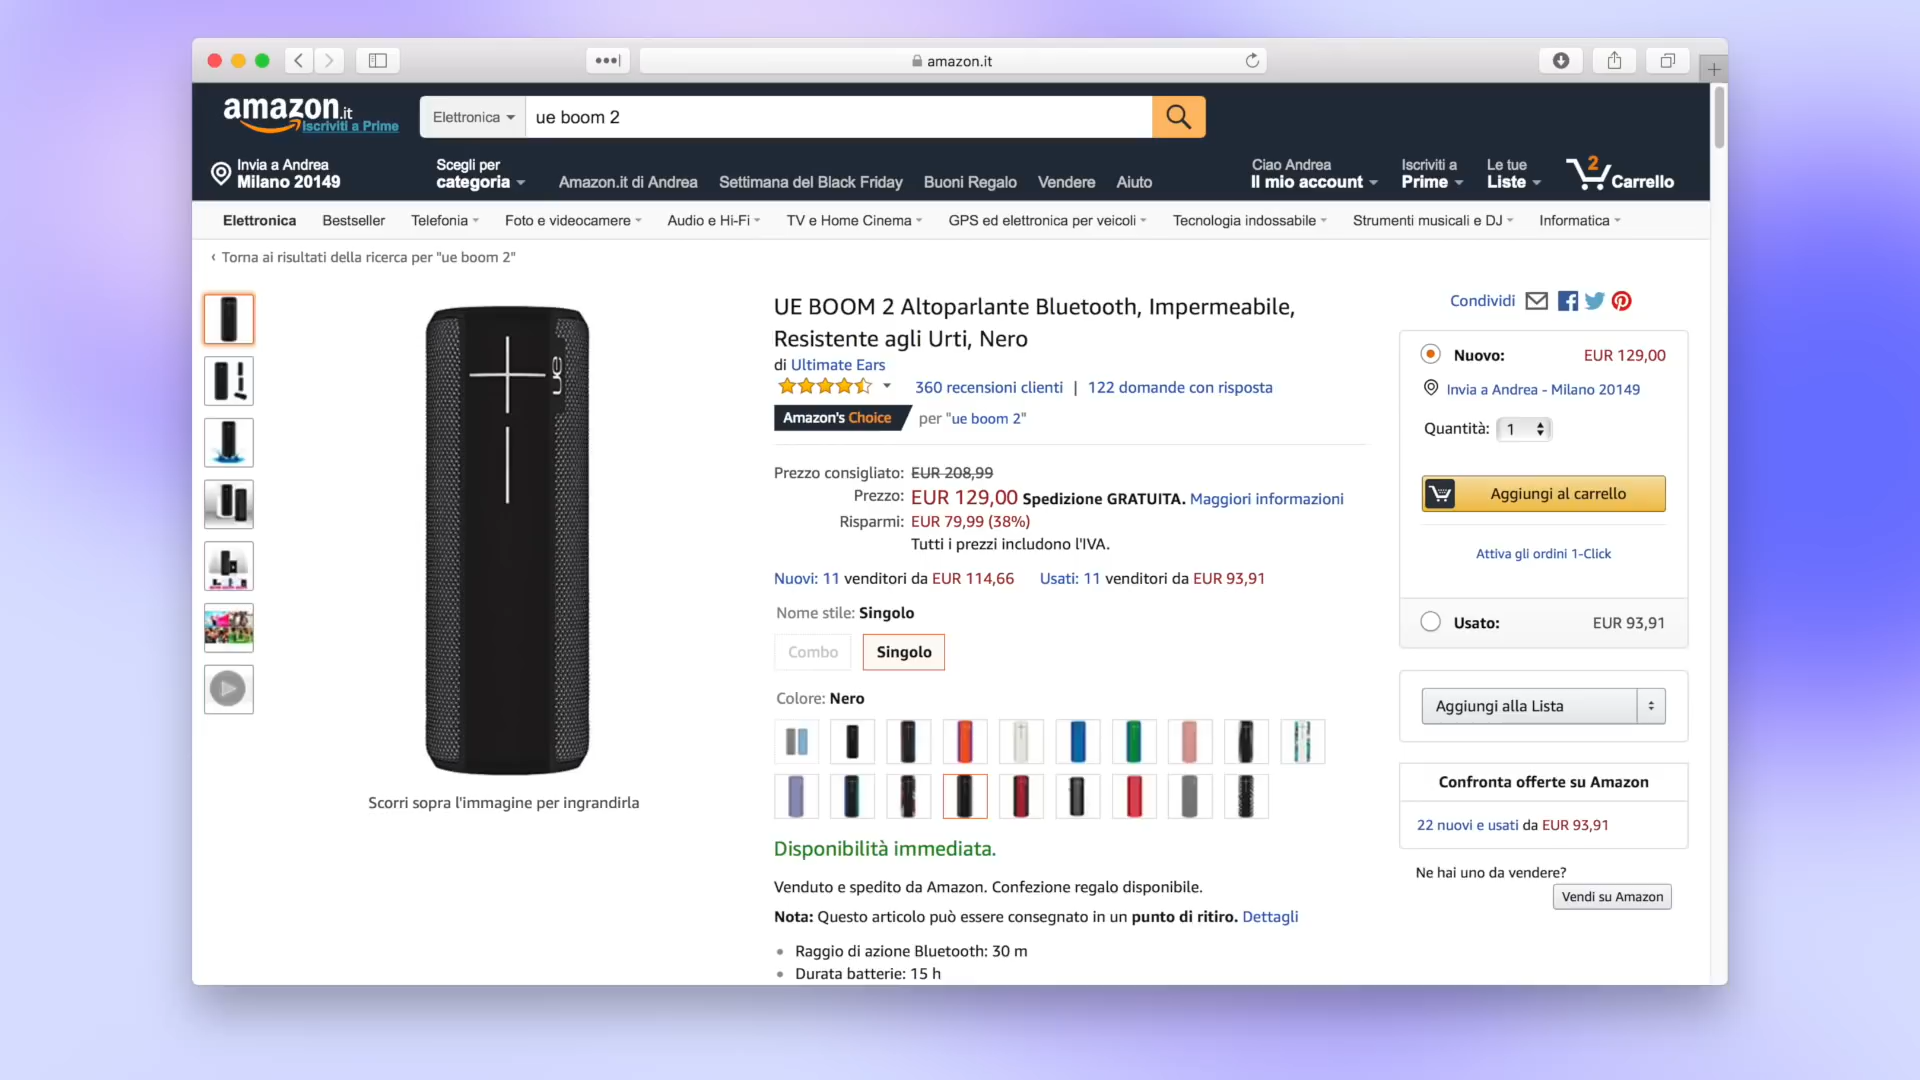 amazon.it
amazon.it
Iscriviti a Prime
Elettronica
ue boom 2
Invia a Andrea
Milano 20149
Scegli per
categoria
Amazon.it di Andrea
Settimana del Black Friday
Buoni Regalo
Vendere
Aiuto
Ciao Andrea
Il mio account
Iscriviti a
Prime
Le tue
Liste
2
Carrello
Elettronica
Bestseller
Telefonia
Foto e videocamere
Audio e Hi-Fi
TV e Home Cinema
GPS ed elettronica per veicoli
Tecnologia indossabile
Strumenti musicali e DJ
Informatica
‹ Torna ai risultati della ricerca per "ue boom 2"
UE
Scorri sopra l'immagine per ingrandirla
UE BOOM 2 Altoparlante Bluetooth, Impermeabile,
Resistente agli Urti, Nero
di Ultimate Ears
360 recensioni clienti | 122 domande con risposta
Amazon's Choice per "ue boom 2"
Prezzo consigliato: EUR 208,99
Prezzo: EUR 129,00 Spedizione GRATUITA. Maggiori informazioni
Risparmi: EUR 79,99 (38%)
Tutti i prezzi includono l'IVA.
Nuovi: 11 venditori da EUR 114,66 Usati: 11 venditori da EUR 93,91
Nome stile: Singolo
Combo
Singolo
Colore: Nero
Disponibilità immediata.
Venduto e spedito da Amazon. Confezione regalo disponibile.
Nota: Questo articolo può essere consegnato in un punto di ritiro. Dettagli
• Raggio di azione Bluetooth: 30 m
• Durata batterie: 15 h
Condividi
Nuovo: EUR 129,00
Invia a Andrea - Milano 20149
Quantità: 1
Aggiungi al carrello
Attiva gli ordini 1-Click
Usato: EUR 93,91
Aggiungi alla Lista
Confronta offerte su Amazon
22 nuovi e usati da EUR 93,91
Ne hai uno da vendere?
Vendi su Amazon